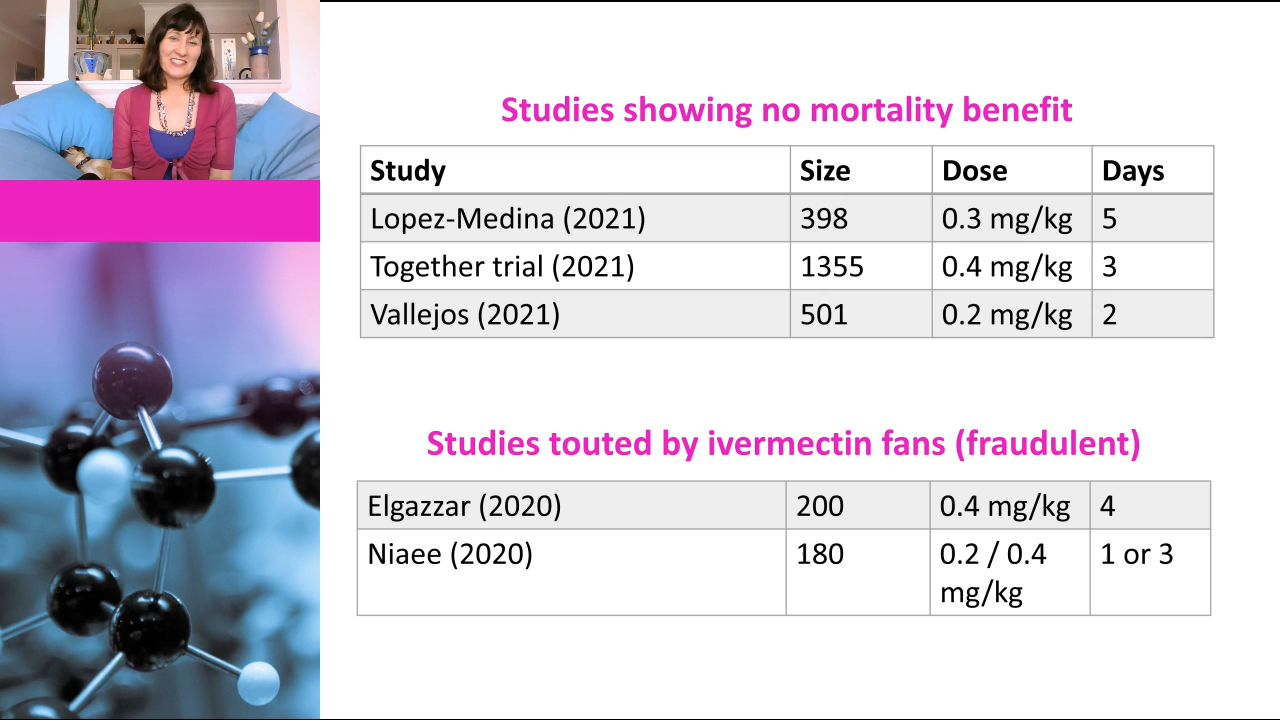 Studies showing no mortality benefit
Study Size Dose Days
Lopez-Medina (2021) 398 0.3 mg/kg 5
Together trial (2021) 1355 0.4 mg/kg 3
Vallejos (2021) 501 0.2 mg/kg 2
Studies touted by ivermectin fans (fraudulent)
Elgazzar (2020) 200 0.4 mg/kg 4
Niaee (2020) 180 0.2 / 0.4 1 or 3
mg/kg